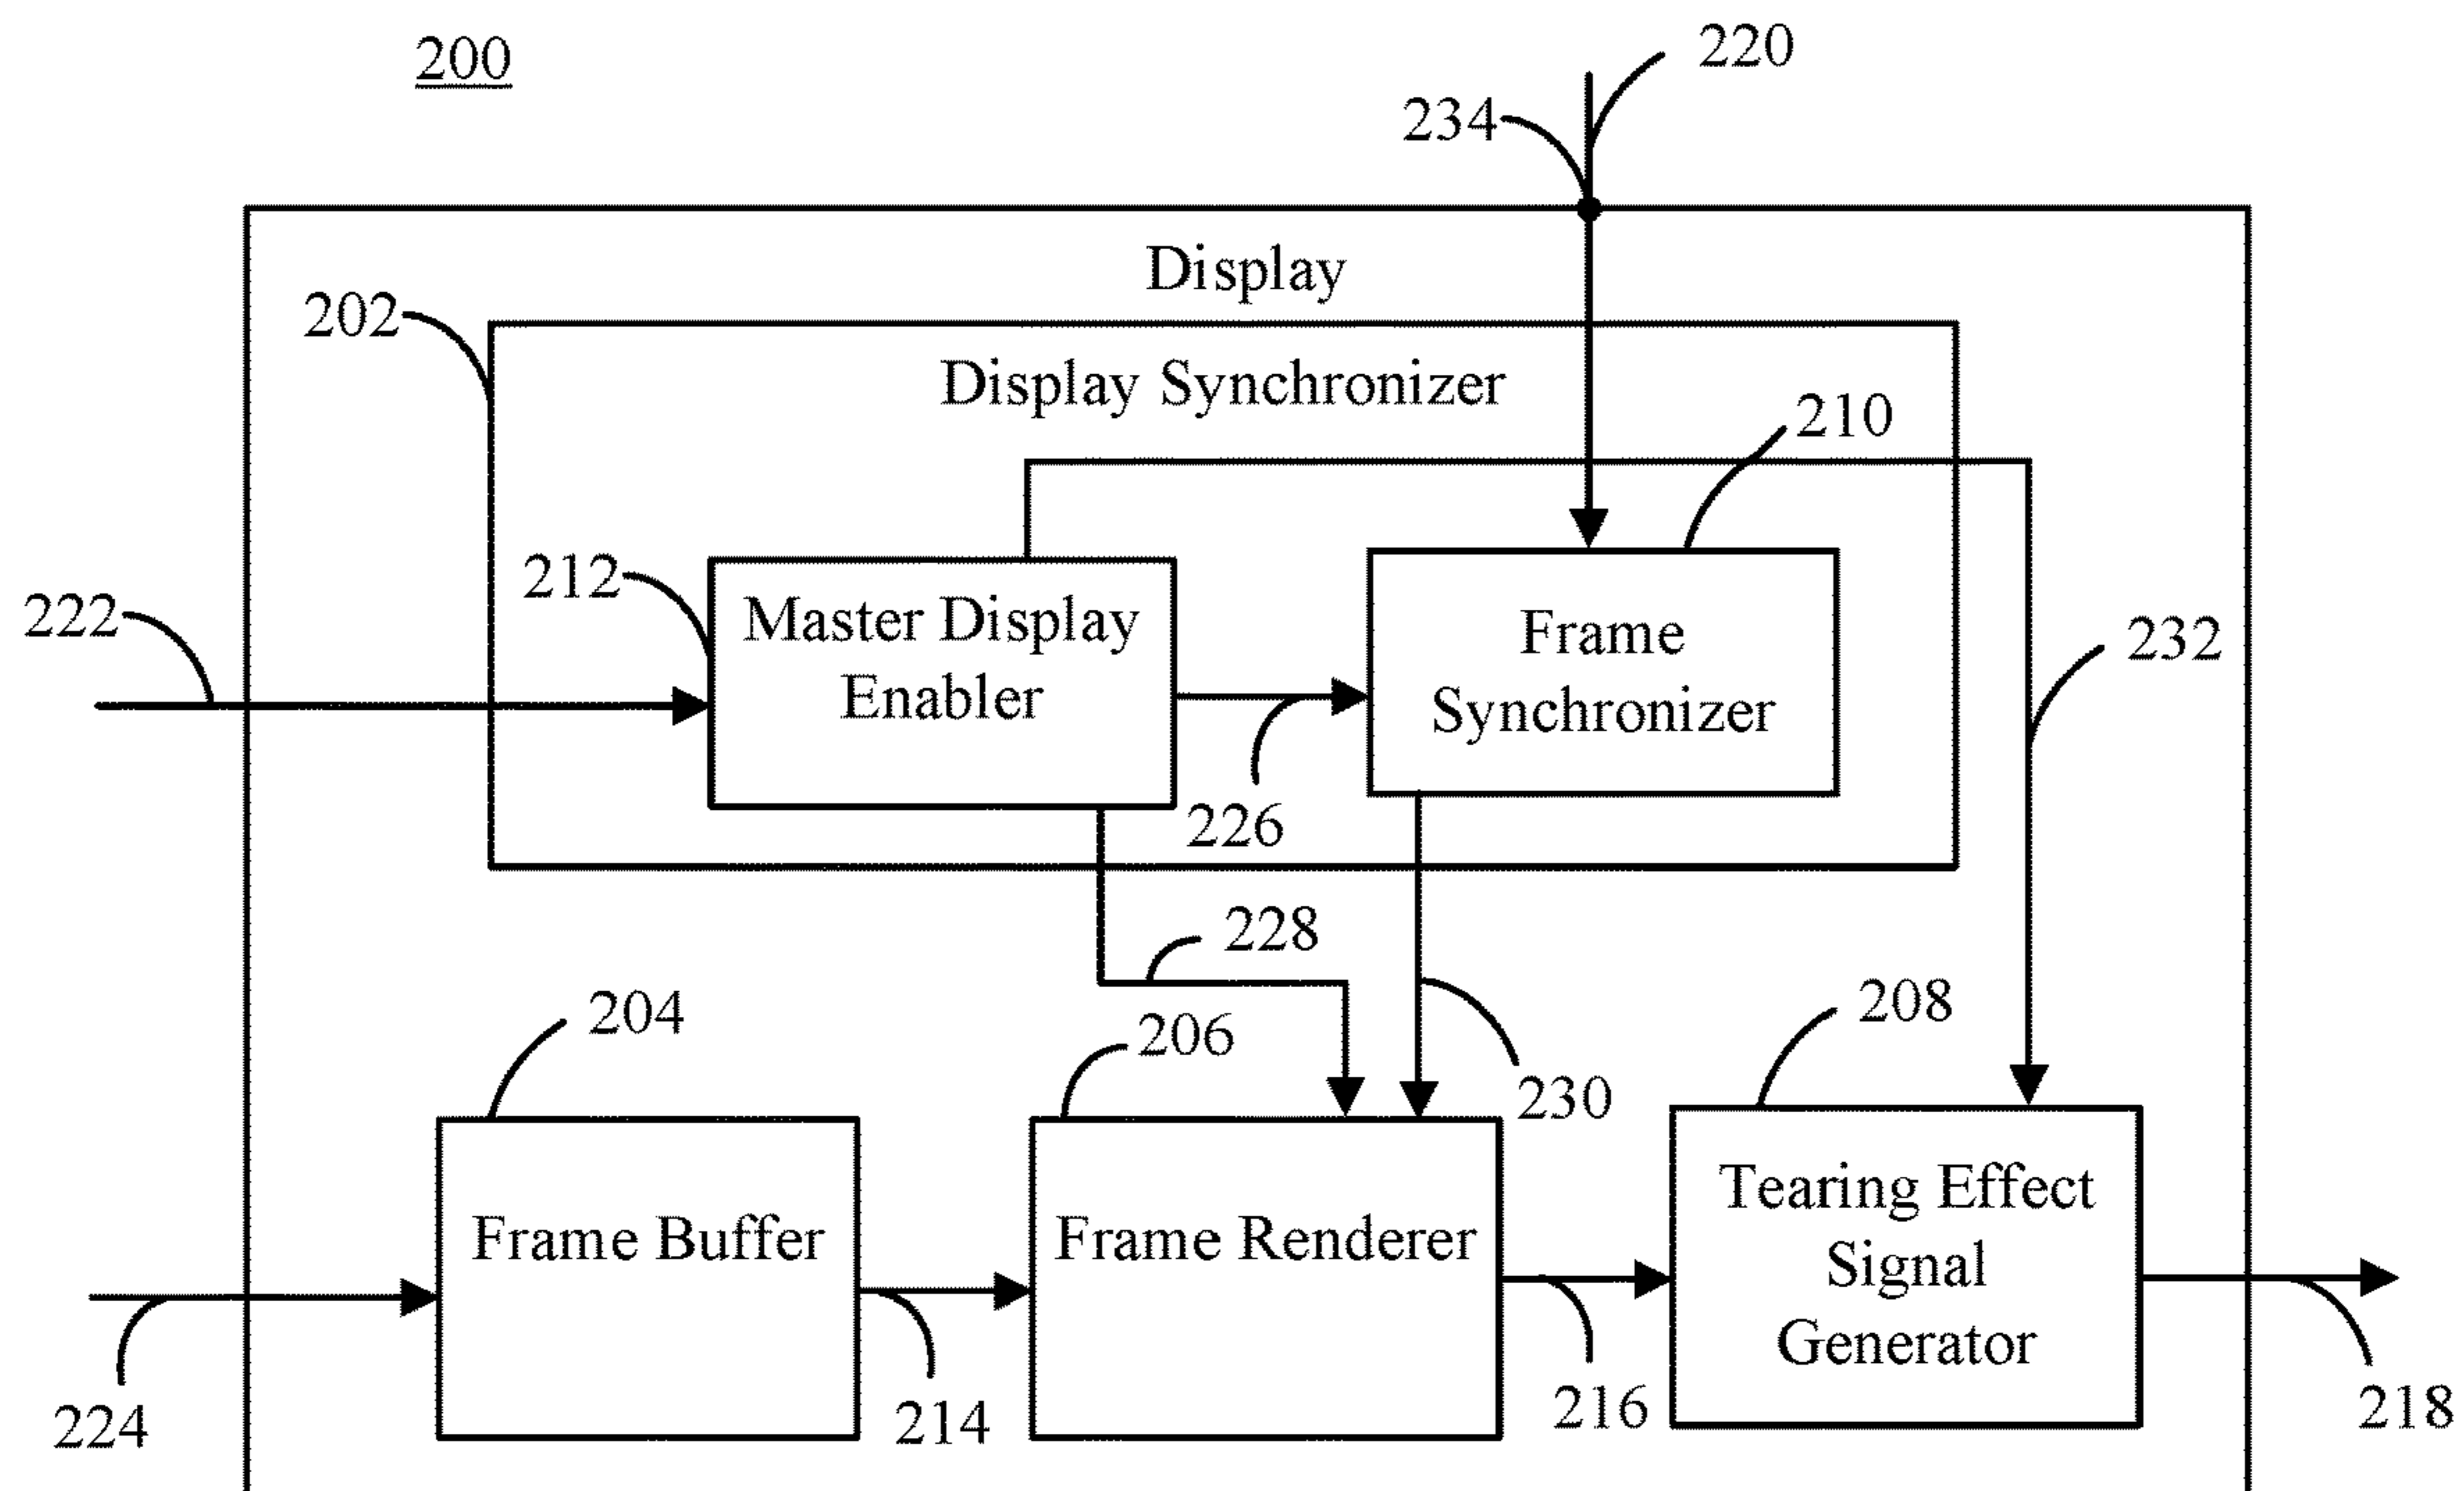 200
220
234
Display
202
Display Synchronizer
210
212
Master Display
Enabler
Frame
Synchronizer
222
232
226
228
204
206
208
230
Frame Buffer
Frame Renderer
Tearing Effect
Signal
Generator
224
214
216
218